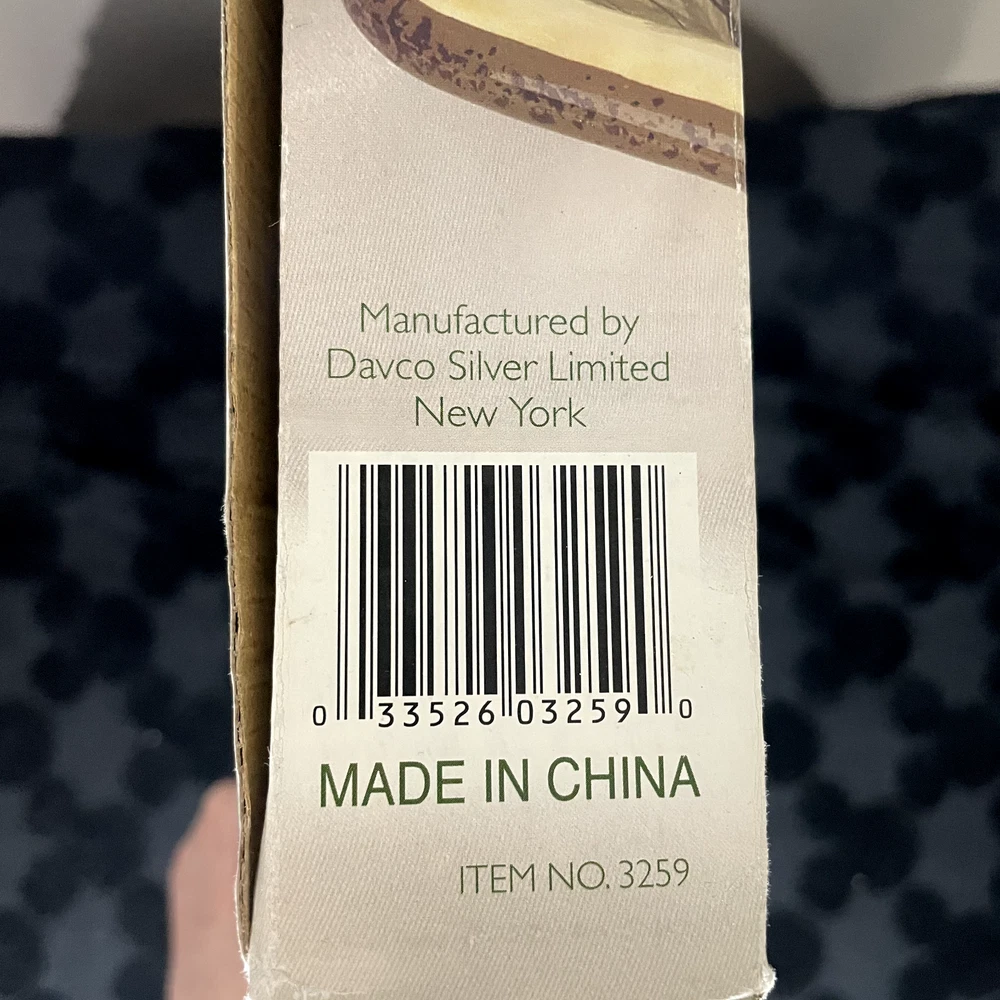 Manufactured by
Davco Silver Limited
New York
0 33526 03259 0
MADE IN CHINA
ITEM NO. 3259